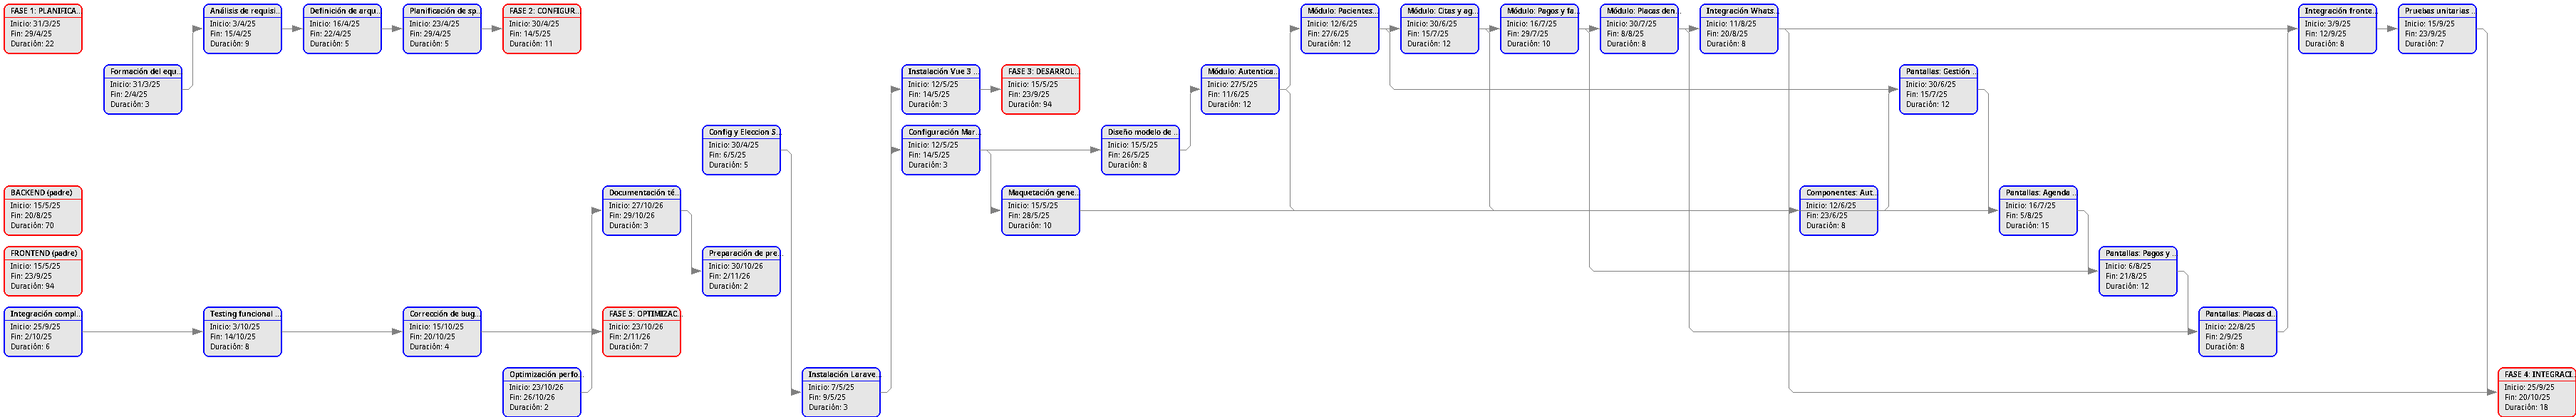 FASE 1: PLANIFICA...
Inicio: 31/3/25
Fin: 29/4/25
Duración: 22
Análisis de requisi...
Inicio: 3/4/25
Fin: 15/4/25
Duración: 9
Definición de arqu...
Inicio: 16/4/25
Fin: 22/4/25
Duración: 5
Planificación de sp...
Inicio: 23/4/25
Fin: 29/4/25
Duración: 5
FASE 2: CONFIGUR...
Inicio: 30/4/25
Fin: 14/5/25
Duración: 11
Módulo: Pacientes...
Inicio: 12/6/25
Fin: 27/6/25
Duración: 12
Módulo: Citas y ag...
Inicio: 30/6/25
Fin: 15/7/25
Duración: 12
Módulo: Pagos y fa...
Inicio: 16/7/25
Fin: 29/7/25
Duración: 10
Módulo: Placas den...
Inicio: 30/7/25
Fin: 8/8/25
Duración: 8
Integración Whats...
Inicio: 11/8/25
Fin: 20/8/25
Duración: 8
Integración fronte...
Inicio: 3/9/25
Fin: 12/9/25
Duración: 8
Pruebas unitarias ...
Inicio: 15/9/25
Fin: 23/9/25
Duración: 7
Formación del equ...
Inicio: 31/3/25
Fin: 2/4/25
Duración: 3
Instalación Vue 3 ...
Inicio: 12/5/25
Fin: 14/5/25
Duración: 3
FASE 3: DESARROL...
Inicio: 15/5/25
Fin: 23/9/25
Duración: 94
Módulo: Autentica...
Inicio: 27/5/25
Fin: 11/6/25
Duración: 12
Pantallas: Gestión ...
Inicio: 30/6/25
Fin: 15/7/25
Duración: 12
Config y Eleccion S...
Inicio: 30/4/25
Fin: 6/5/25
Duración: 5
Configuración Mar...
Inicio: 12/5/25
Fin: 14/5/25
Duración: 3
Diseño modelo de ...
Inicio: 15/5/25
Fin: 26/5/25
Duración: 8
BACKEND (padre)
Inicio: 15/5/25
Fin: 20/8/25
Duración: 70
Documentación té...
Inicio: 27/10/26
Fin: 29/10/26
Duración: 3
Maquetación gene...
Inicio: 15/5/25
Fin: 28/5/25
Duración: 10
Componentes: Aut...
Inicio: 12/6/25
Fin: 23/6/25
Duración: 8
Pantallas: Agenda ...
Inicio: 16/7/25
Fin: 5/8/25
Duración: 15
FRONTEND (padre)
Inicio: 15/5/25
Fin: 23/9/25
Duración: 94
Preparación de pre...
Inicio: 30/10/26
Fin: 2/11/26
Duración: 2
Pantallas: Pagos y ...
Inicio: 6/8/25
Fin: 21/8/25
Duración: 12
Integración compl...
Inicio: 25/9/25
Fin: 2/10/25
Duración: 6
Testing funcional ...
Inicio: 3/10/25
Fin: 14/10/25
Duración: 8
Corrección de bug...
Inicio: 15/10/25
Fin: 20/10/25
Duración: 4
FASE 5: OPTIMIZAC...
Inicio: 23/10/26
Fin: 2/11/26
Duración: 7
Pantallas: Placas d...
Inicio: 22/8/25
Fin: 2/9/25
Duración: 8
Optimización perfo...
Inicio: 23/10/26
Fin: 26/10/26
Duración: 2
Instalación Larave...
Inicio: 7/5/25
Fin: 9/5/25
Duración: 3
FASE 4: INTEGRACI...
Inicio: 25/9/25
Fin: 20/10/25
Duración: 18